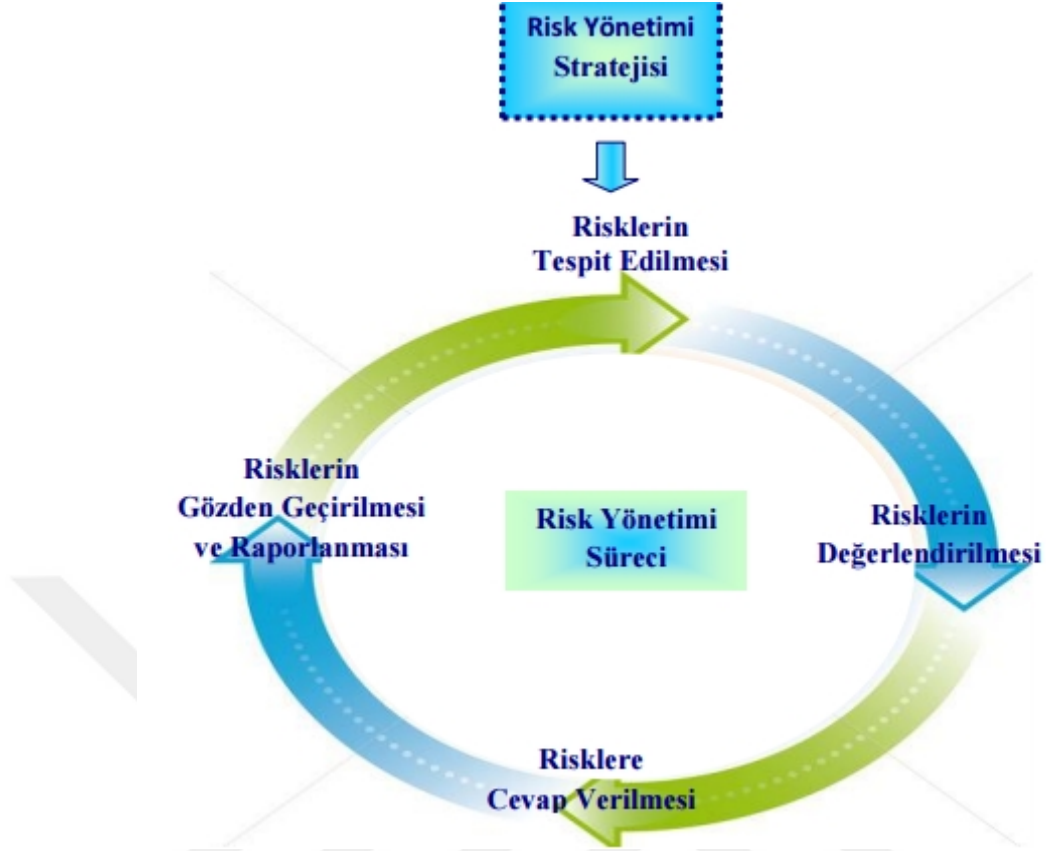 Risk Yönetimi
Stratejisi
Risklerin
Tespit Edilmesi
Risklerin
Gözden Geçirilmesi
ve Raporlanması
Risk Yönetimi
Süreci
Risklerin
Değerlendirilmesi
Risklere
Cevap Verilmesi